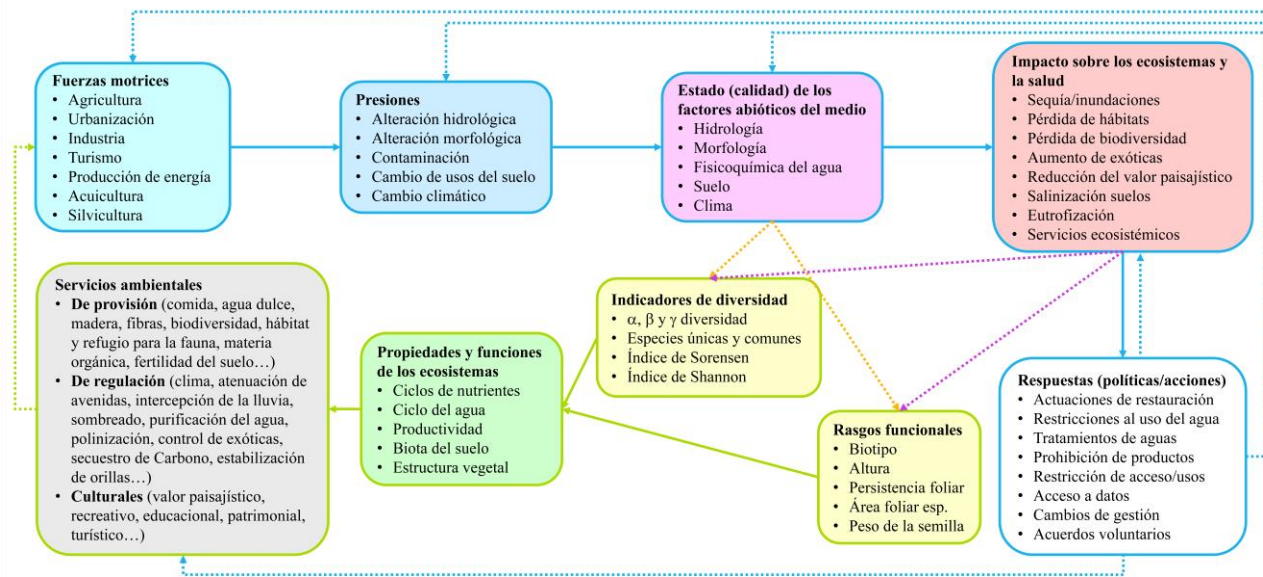 Fuerzas motrices
• Agricultura
• Urbanización
• Industria
• Turismo
• Producción de energía
• Acuicultura
• Silvicultura
Presiones
• Alteración hidrológica
• Alteración morfológica
• Contaminación
• Cambio de usos del suelo
• Cambio climático
Estado (calidad) de los
factores abióticos del medio
• Hidrología
• Morfología
• Fisicoquímica del agua
• Suelo
• Clima
Impacto sobre los ecosistemas y
la salud
• Sequía/inundaciones
• Pérdida de hábitats
• Pérdida de biodiversidad
• Aumento de exóticas
• Reducción del valor paisajístico
• Salinización suelos
• Eutrofización
• Servicios ecosistémicos
Servicios ambientales
• De provisión (comida, agua dulce,
madera, fibras, biodiversidad, hábitat
y refugio para la fauna, materia
orgánica, fertilidad del suelo…)
• De regulación (clima, atenuación de
avenidas, intercepción de la lluvia,
sombreado, purificación del agua,
polinización, control de exóticas,
secuestro de Carbono, estabilización
de orillas…)
• Culturales (valor paisajístico,
recreativo, educacional, patrimonial,
turístico…)
Propiedades y funciones
de los ecosistemas
• Ciclos de nutrientes
• Ciclo del agua
• Productividad
• Biota del suelo
• Estructura vegetal
Indicadores de diversidad
• α, β y γ diversidad
• Especies únicas y comunes
• Índice de Sorensen
• Índice de Shannon
Rasgos funcionales
• Biotipo
• Altura
• Persistencia foliar
• Área foliar esp.
• Peso de la semilla
Respuestas (políticas/acciones)
• Actuaciones de restauración
• Restricciones al uso del agua
• Tratamientos de aguas
• Prohibición de productos
• Restricción de acceso/usos
• Acceso a datos
• Cambios de gestión
• Acuerdos voluntarios